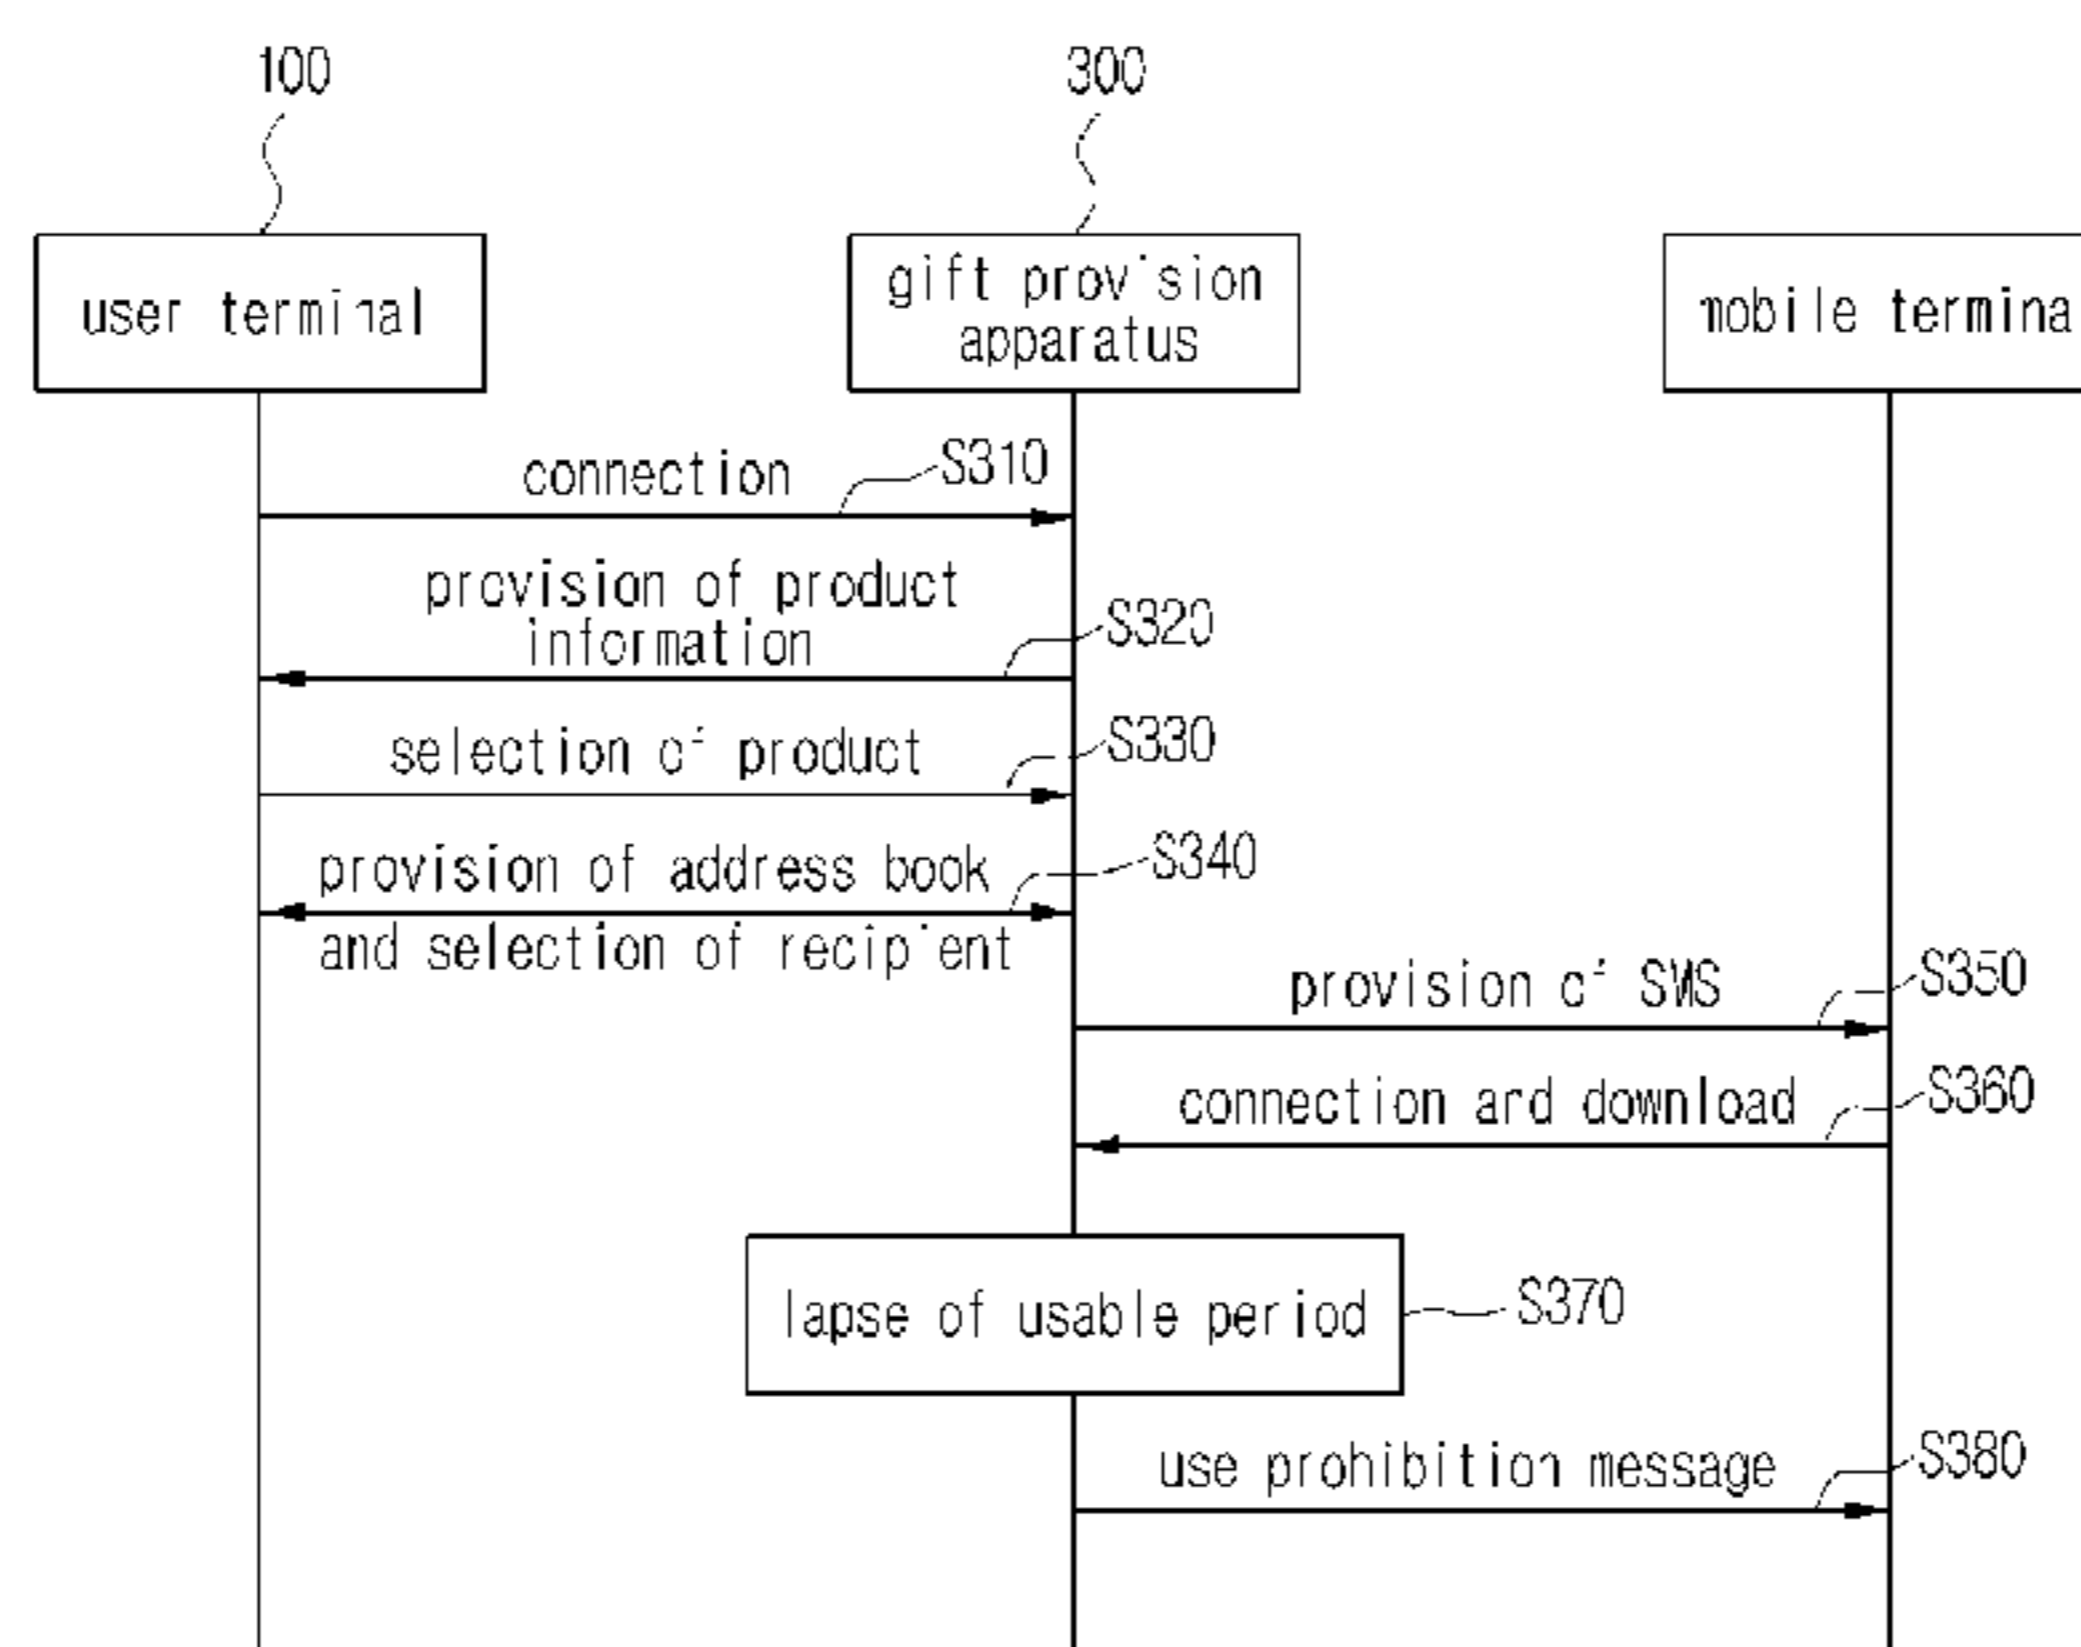 100
300
user terminal
gift provision
apparatus
mobile termina
connection
S310
provision of product
information
S320
selection of product
S330
provision of address book
S340
and selection of recipient
provision of SMS
S350
connection and download
S360
lapse of usable period
S370
use prohibition message
S380